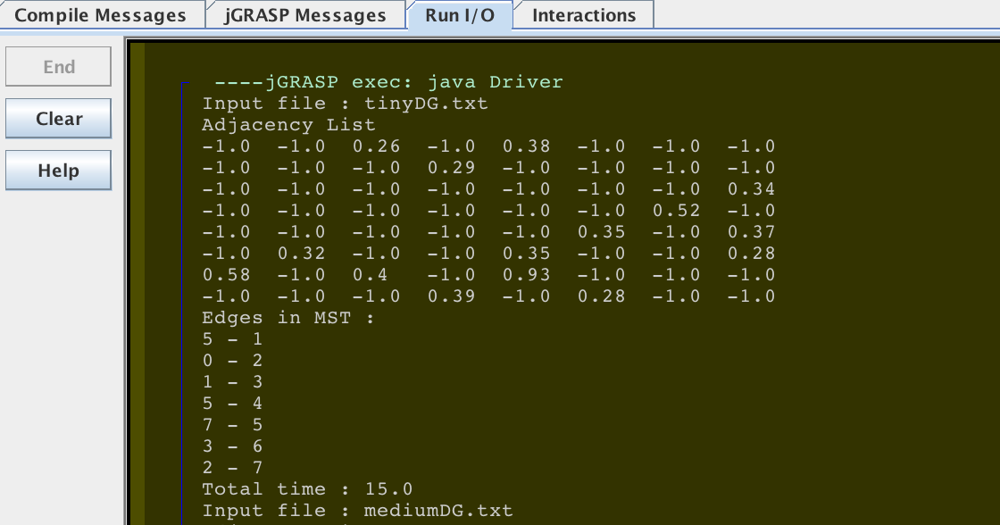 Compile Messages jGRASP Messages Run I/O Interactions
End
Clear
Help
----jGRASP exec: java Driver
Input file : tinyDG.txt
Adjacency List
-1.0 -1.0 0.26 -1.0 0.38 -1.0 -1.0 -1.0
-1.0 -1.0 -1.0 0.29 -1.0 -1.0 -1.0 -1.0
-1.0 -1.0 -1.0 -1.0 -1.0 -1.0 -1.0 0.34
-1.0 -1.0 -1.0 -1.0 -1.0 -1.0 0.52 -1.0
-1.0 -1.0 -1.0 -1.0 -1.0 0.35 -1.0 0.37
-1.0 0.32 -1.0 -1.0 0.35 -1.0 -1.0 0.28
0.58 -1.0 0.4 -1.0 0.93 -1.0 -1.0 -1.0
-1.0 -1.0 -1.0 0.39 -1.0 0.28 -1.0 -1.0
Edges in MST :
5 - 1
0 - 2
1 - 3
5 - 4
7 - 5
3 - 6
2 - 7
Total time : 15.0
Input file : mediumDG.txt